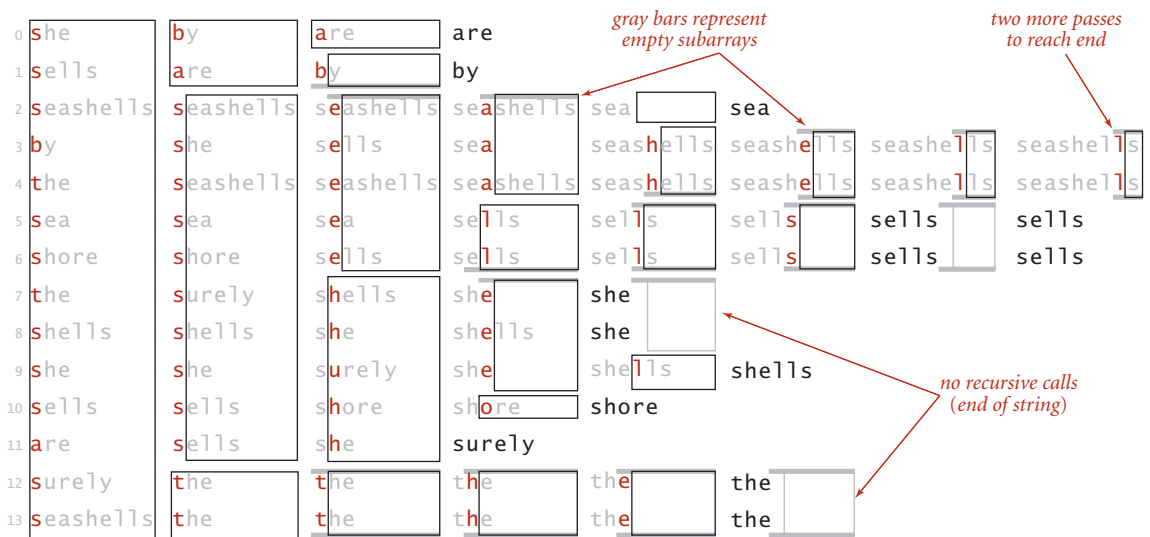 gray bars represent
empty subarrays
two more passes
to reach end
0 she by are are
1 sells are by by
2 seashells seashells seashells seashells sea sea
3 by she sells sea seashells seashells seashells seashells
4 the seashells seashells seashells seashells seashells seashells seashells
5 sea sea sea sells sells sells sells sells
6 shore shore sells sells sells sells sells sells
7 the surely shells she she
8 shells shells she shells she
9 she she surely she shells shells
no recursive calls
(end of string)
10 sells sells shore shore shore
11 are sells she surely
12 surely the the the the the
13 seashells the the the the the